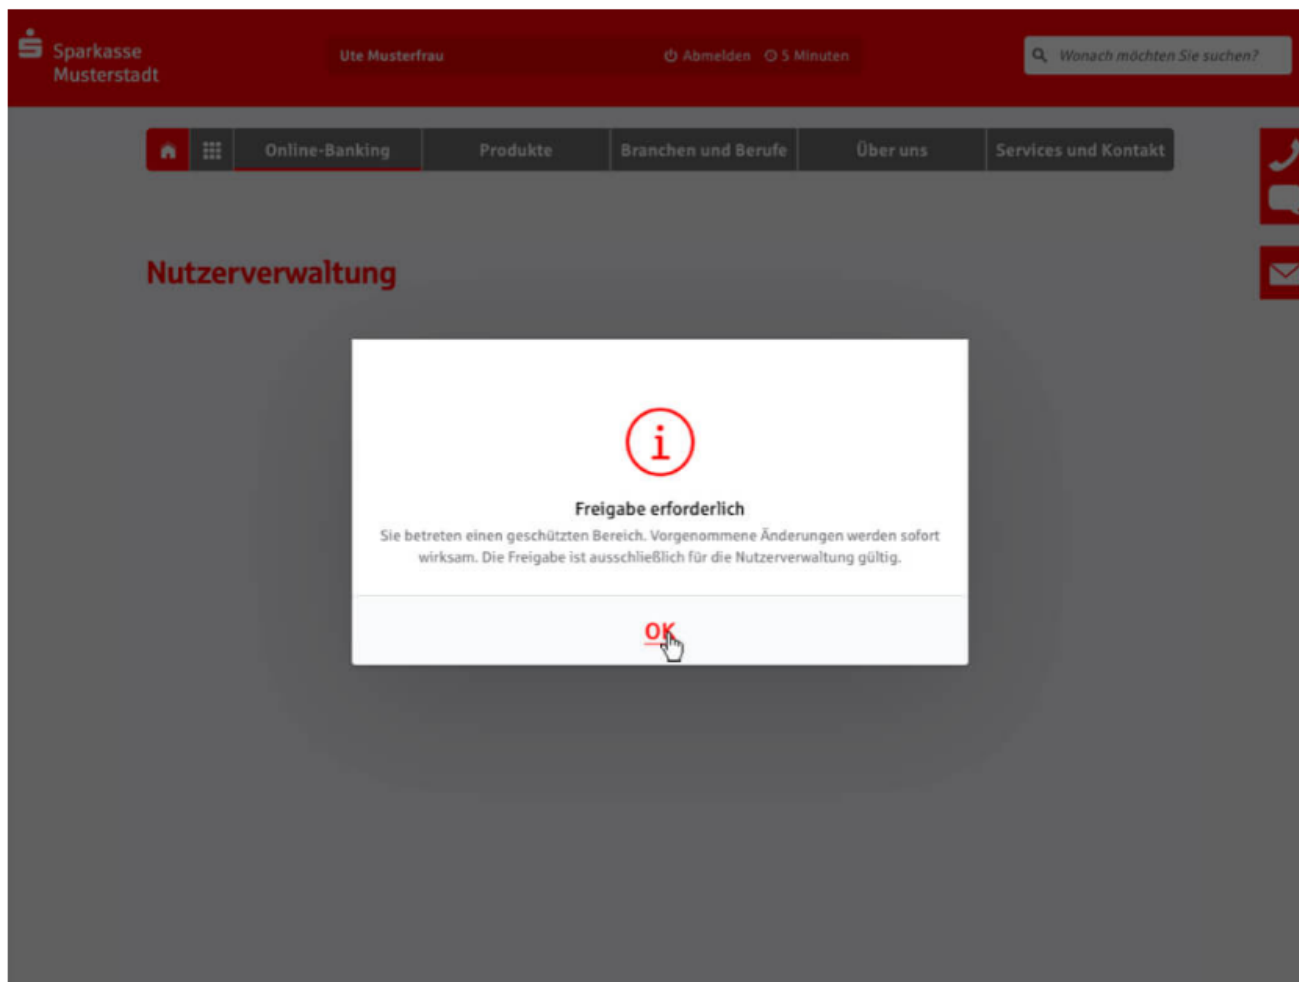 Sparkasse
Musterstadt
Ute Musterfrau
Abmelden 5 Minuten
Wonach möchten Sie suchen?
Online-Banking
Produkte
Branchen und Berufe
Über uns
Services und Kontakt
Nutzerverwaltung
i
Freigabe erforderlich
Sie betreten einen geschützten Bereich. Vorgenommene Änderungen werden sofort
wirksam. Die Freigabe ist ausschließlich für die Nutzerverwaltung gültig.
OK